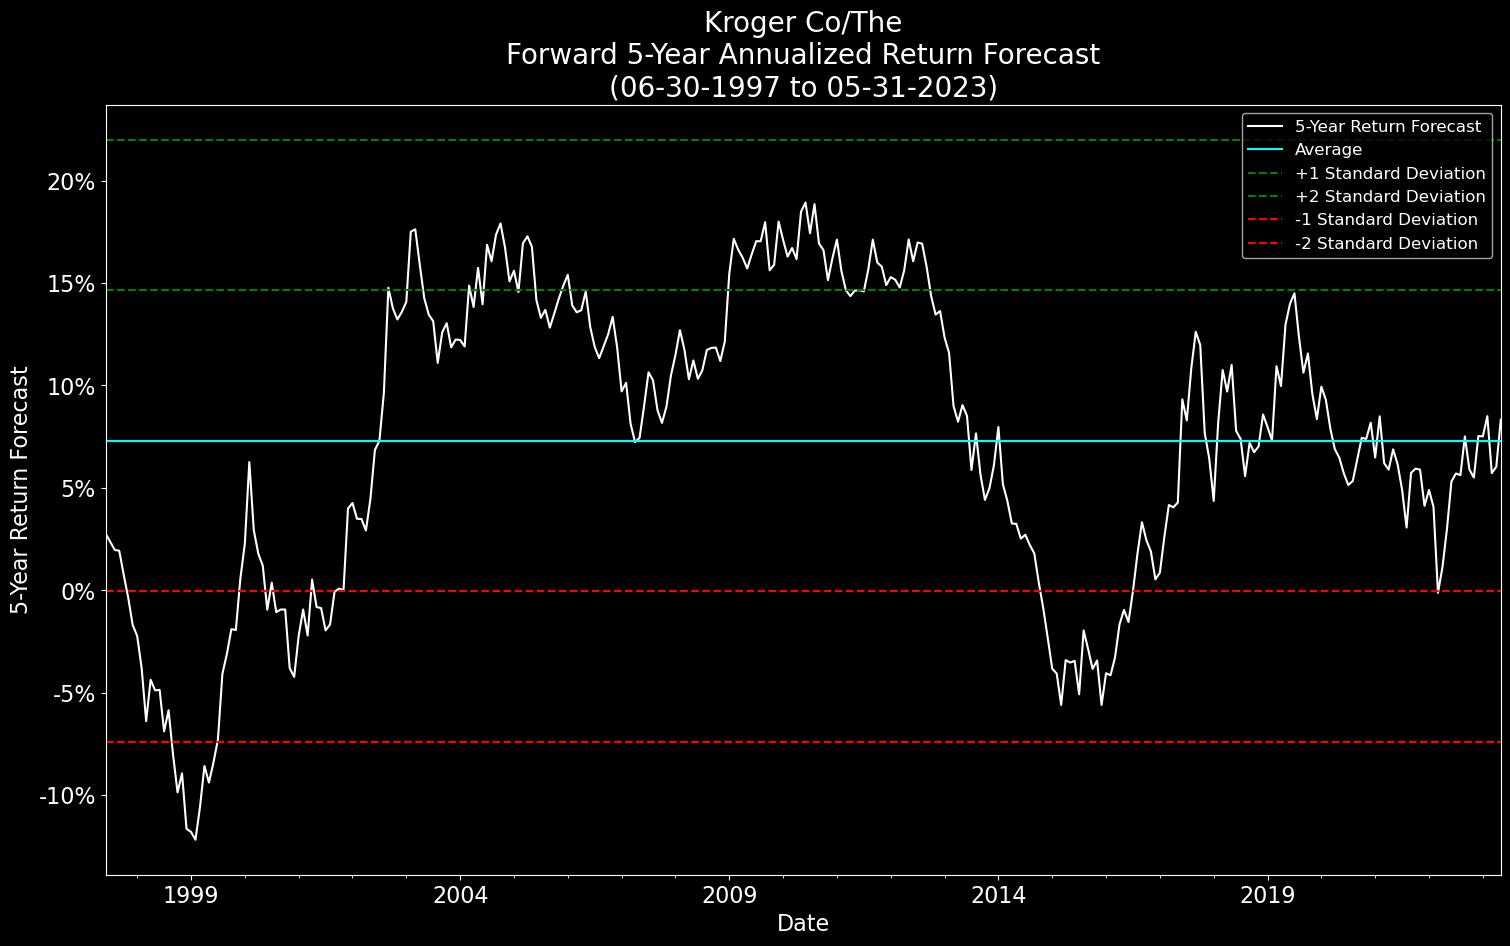 Kroger Co/The
Forward 5-Year Annualized Return Forecast
(06-30-1997 to 05-31-2023)
5-Year Return Forecast
Average
+1 Standard Deviation
+2 Standard Deviation
-1 Standard Deviation
-2 Standard Deviation
20%
15%
10%
5%
0%
-5%
-10%
5-Year Return Forecast
1999
2004
2009
2014
2019
Date